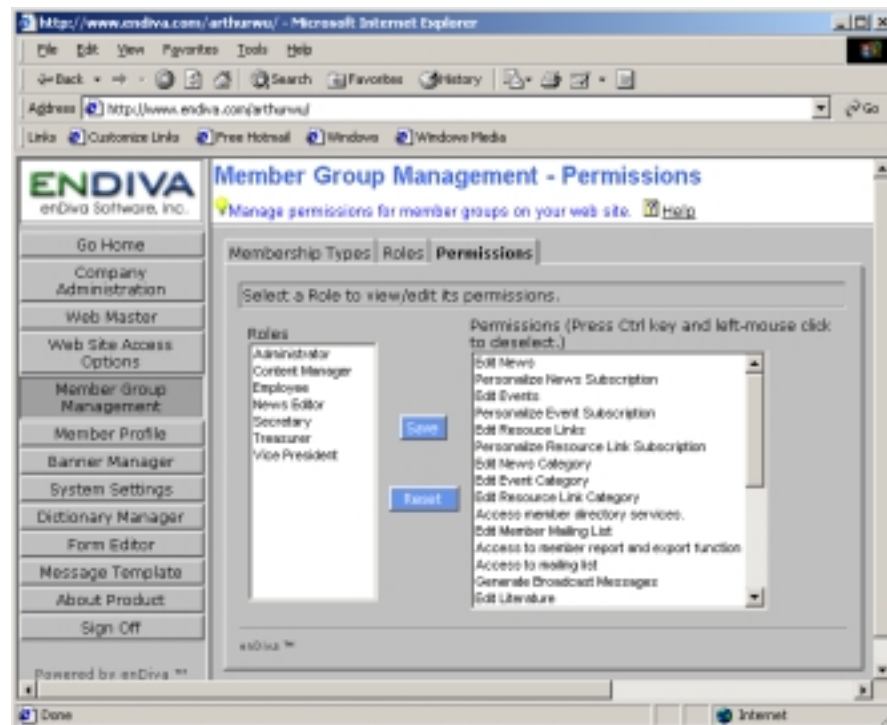 http://www.endiva.com/arthurwu/ - Microsoft Internet Explorer
File Edit View Favorites Tools Help
Back Search Favorites History
Address http://www.endiva.com/arthurwu/ Go
Links Customize Links Free Hotmail Windows Windows Media
ENDIVA
enDiva Software, Inc.
Member Group Management - Permissions
Manage permissions for member groups on your web site. Help
Go Home
Company Administration
Web Master
Web Site Access Options
Member Group Management
Member Profile
Banner Manager
System Settings
Dictionary Manager
Form Editor
Message Template
About Product
Sign Off
Powered by enDiva ™
Membership Types Roles Permissions
Select a Role to view/edit its permissions.
Roles
Administrator
Content Manager
Employee
News Editor
Secretary
Treasurer
Vice President
Save
Reset
Permissions (Press Ctrl key and left-mouse click
to deselect.)
Edit News
Personalize News Subscription
Edit Events
Personalize Event Subscription
Edit Resouce Links
Personalize Resource Link Subscription
Edit News Category
Edit Event Category
Edit Resource Link Category
Access member directory services.
Edit Member Mailing List
Access to member report and export function
Access to mailing list
Generate Broadcast Messages
Edit Literature
enDiva ™
Done Internet